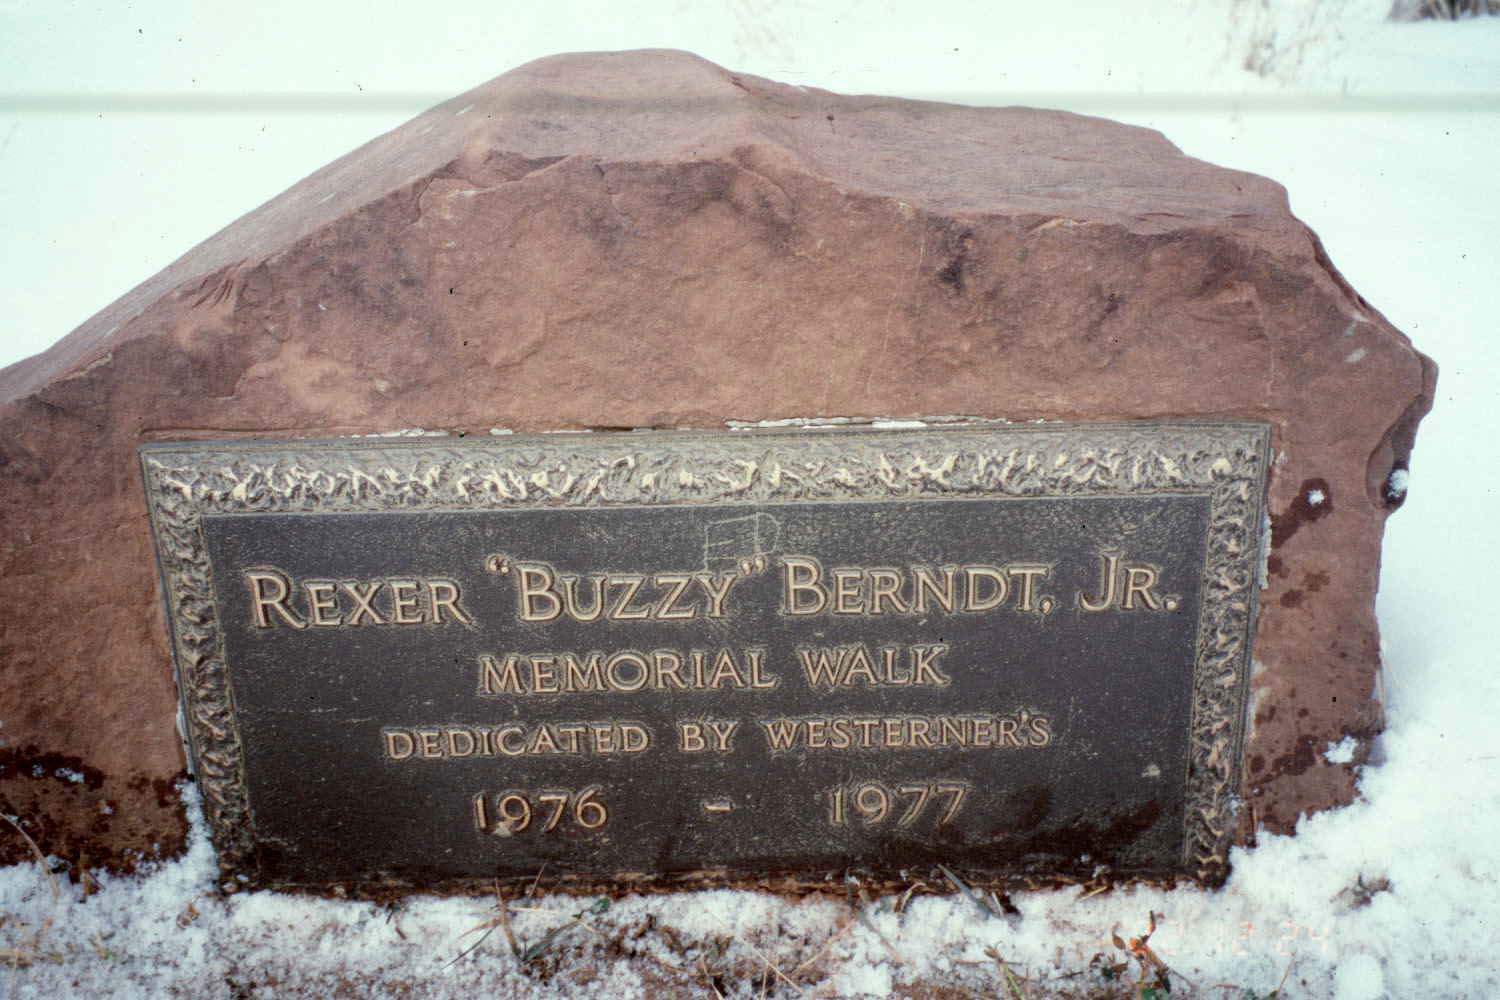 REXER "BUZZY" BERNDT, JR.
MEMORIAL WALK
DEDICATED BY WESTERNER'S
1976 - 1977